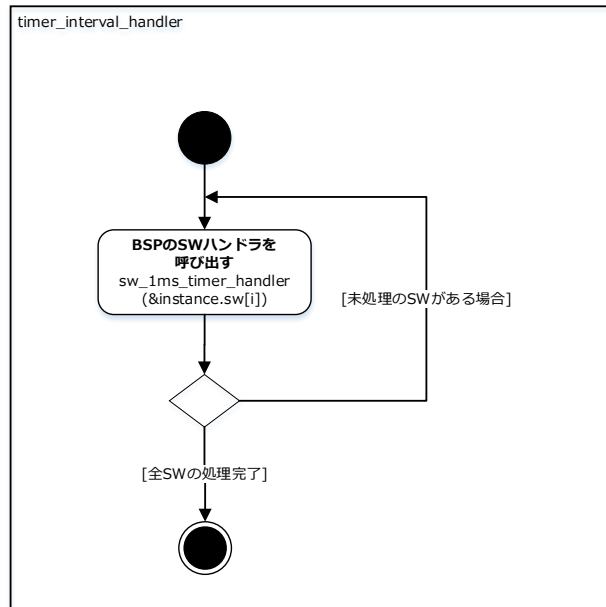 timer_interval_handler
BSPのSWハンドラを
呼び出す
sw_1ms_timer_handler
(&instance.sw[i])
[未処理のSWがある場合]
[全SWの処理完了]